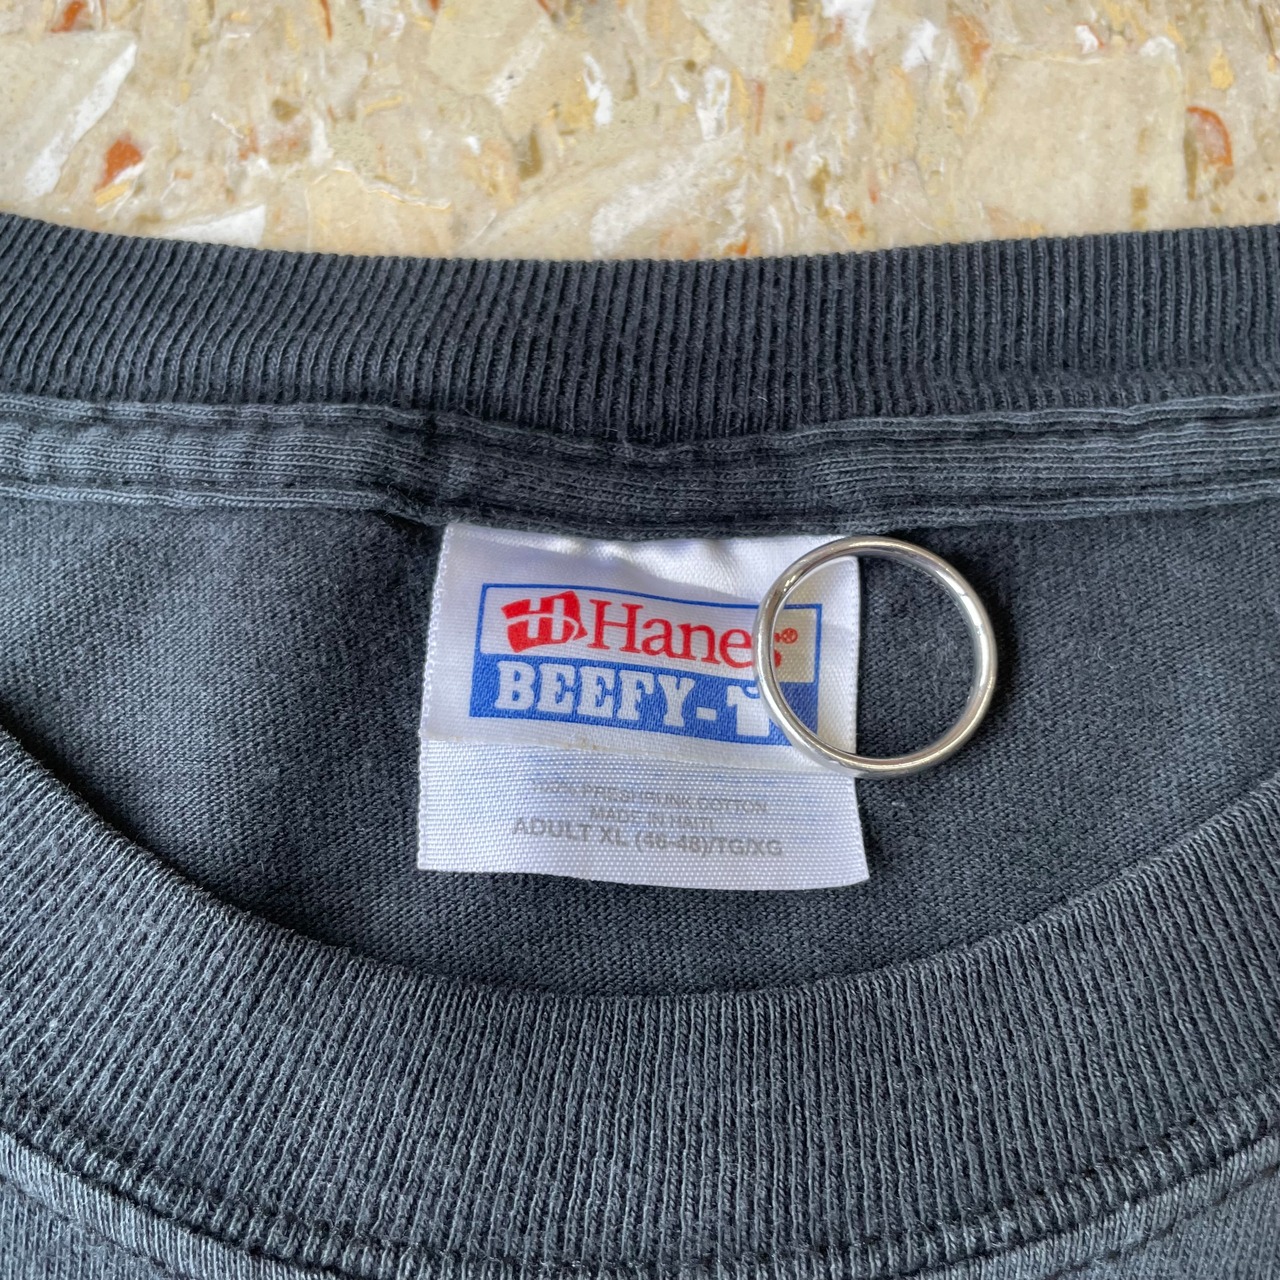 Hanes®
BEEFY-T
100% PRESHRUNK COTTON
MADE IN HAITI
ADULT XL (46-48)/TG/XG